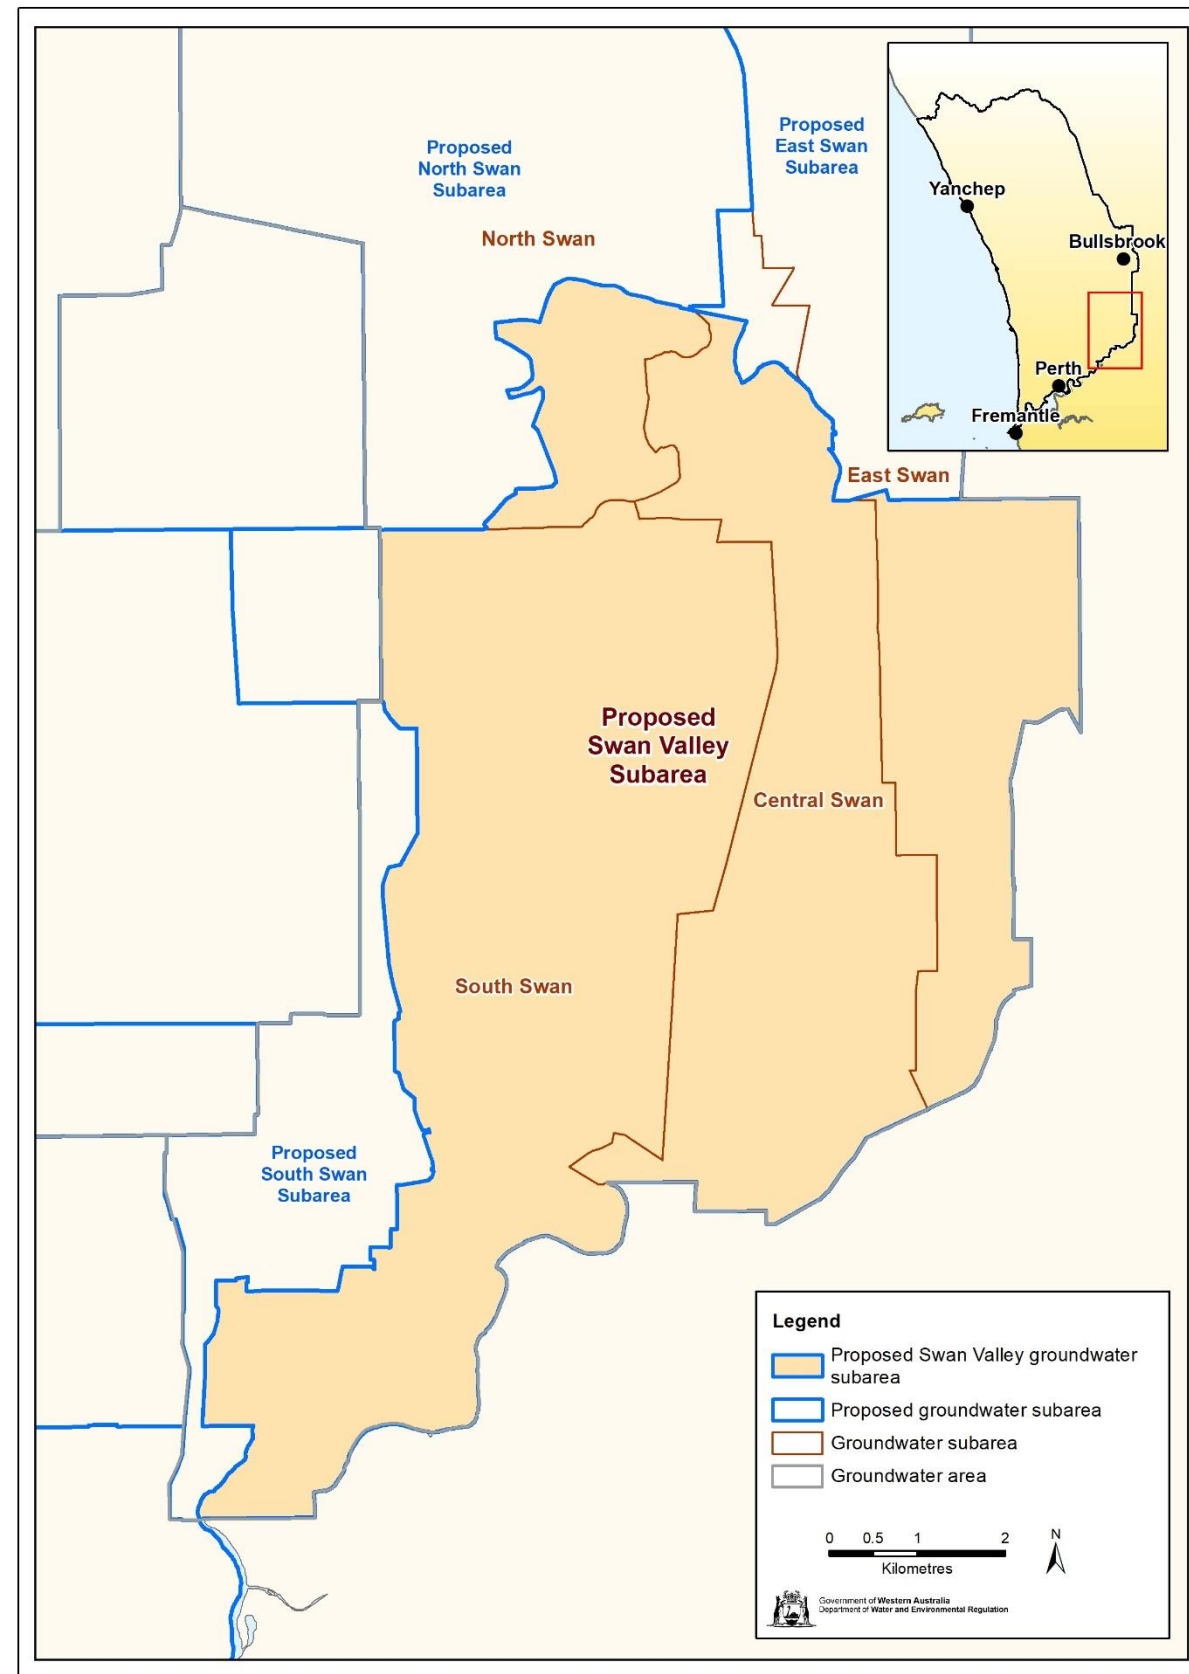 Proposed
North Swan
Subarea
Proposed
East Swan
Subarea
North Swan
Yanchep
Bullsbrook
Perth
Fremantle
East Swan
Proposed
Swan Valley
Subarea
Central Swan
South Swan
Proposed
South Swan
Subarea
Legend
Proposed Swan Valley groundwater
subarea
Proposed groundwater subarea
Groundwater subarea
Groundwater area
0 0.5 1 2
Kilometres
N
Government of Western Australia
Department of Water and Environmental Regulation